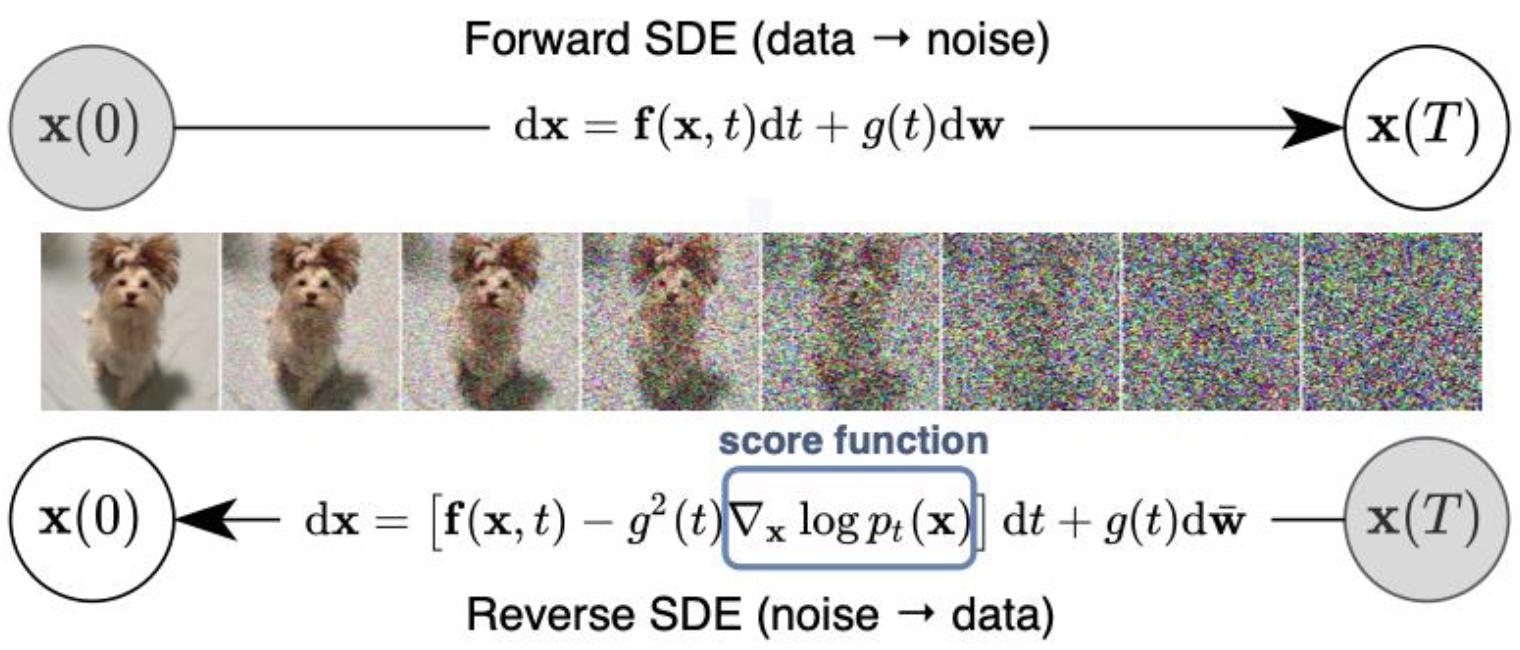 Forward SDE (data → noise)
x(0) dx = f(x, t)dt + g(t)dw x(T)
score function
x(0) dx = [f(x, t) − g²(t)∇ₓ log pₜ(x)] dt + g(t)dw̄ x(T)
Reverse SDE (noise → data)